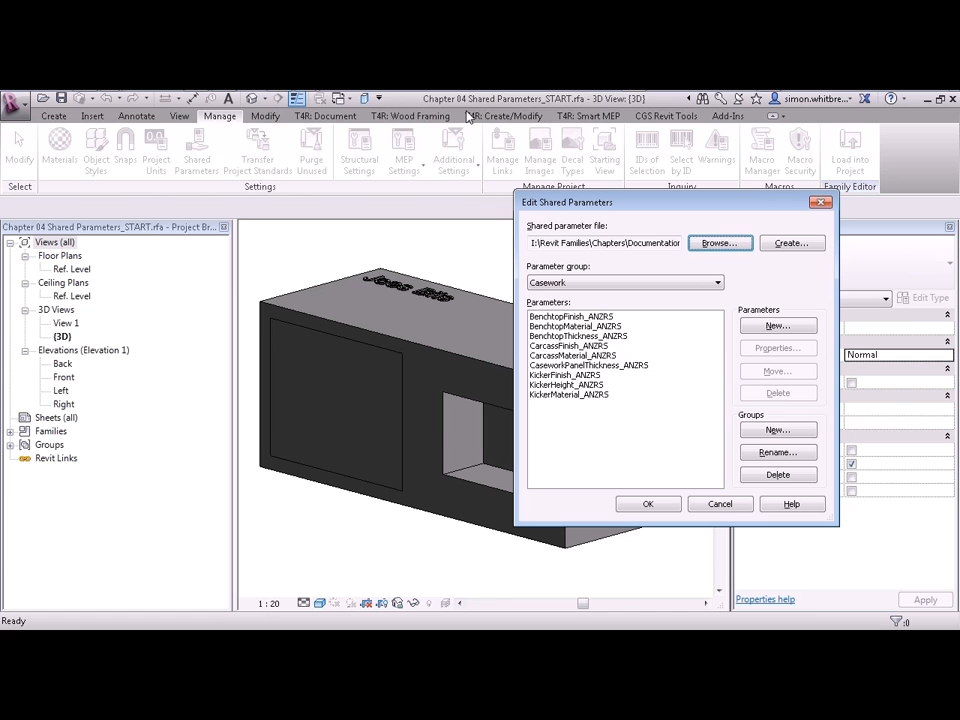 Chapter 04 Shared Parameters_START.rfa - 3D View: {3D}
simon.whitbre...
Create Insert Annotate View Manage Modify T4R: Document T4R: Wood Framing Create/Modify T4R: Smart MEP CGS Revit Tools Add-Ins
Modify Materials Object Styles Snaps Project Units Shared Parameters Transfer Project Standards Purge Unused Structural Settings MEP Settings Additional Settings Manage Links Manage Images Decal Types Starting View IDs of Selection Select by ID Warnings Macro Manager Macro Security Load into Project
Select Settings Manage Project Inquiry Macros Family Editor
Chapter 04 Shared Parameters_START.rfa - Project Br...
Views (all)
Floor Plans
Ref. Level
Ceiling Plans
Ref. Level
3D Views
View 1
{3D}
Elevations (Elevation 1)
Back
Front
Left
Right
Sheets (all)
Families
Groups
Revit Links
Joes Bits
Edit Shared Parameters
Shared parameter file:
I:\Revit Families\Chapters\Documentation
Browse... Create...
Parameter group:
Casework
Parameters:
BenchtopFinish_ANZRS
BenchtopMaterial_ANZRS
BenchtopThickness_ANZRS
CarcassFinish_ANZRS
CarcassMaterial_ANZRS
CaseworkPanelThickness_ANZRS
KickerFinish_ANZRS
KickerHeight_ANZRS
KickerMaterial_ANZRS
Parameters
New...
Properties...
Move...
Delete
Groups
New...
Rename...
Delete
OK Cancel Help
Edit Type
Normal
Properties help
Apply
1 : 20
Ready
:0